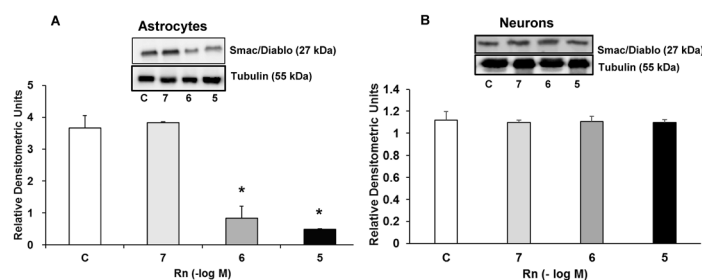 A
Astrocytes
Smac/Diablo (27 kDa)
Tubulin (55 kDa)
C 7 6 5
Relative Densitometric Units
5
4
3
2
1
0
*
*
C 7 6 5
Rn (-log M)
B
Neurons
Smac/Diablo (27 kDa)
Tubulin (55 kDa)
C 7 6 5
Relative Densitometric Units
1.4
1.2
1
0.8
0.6
0.4
0.2
0
C 7 6 5
Rn (- log M)